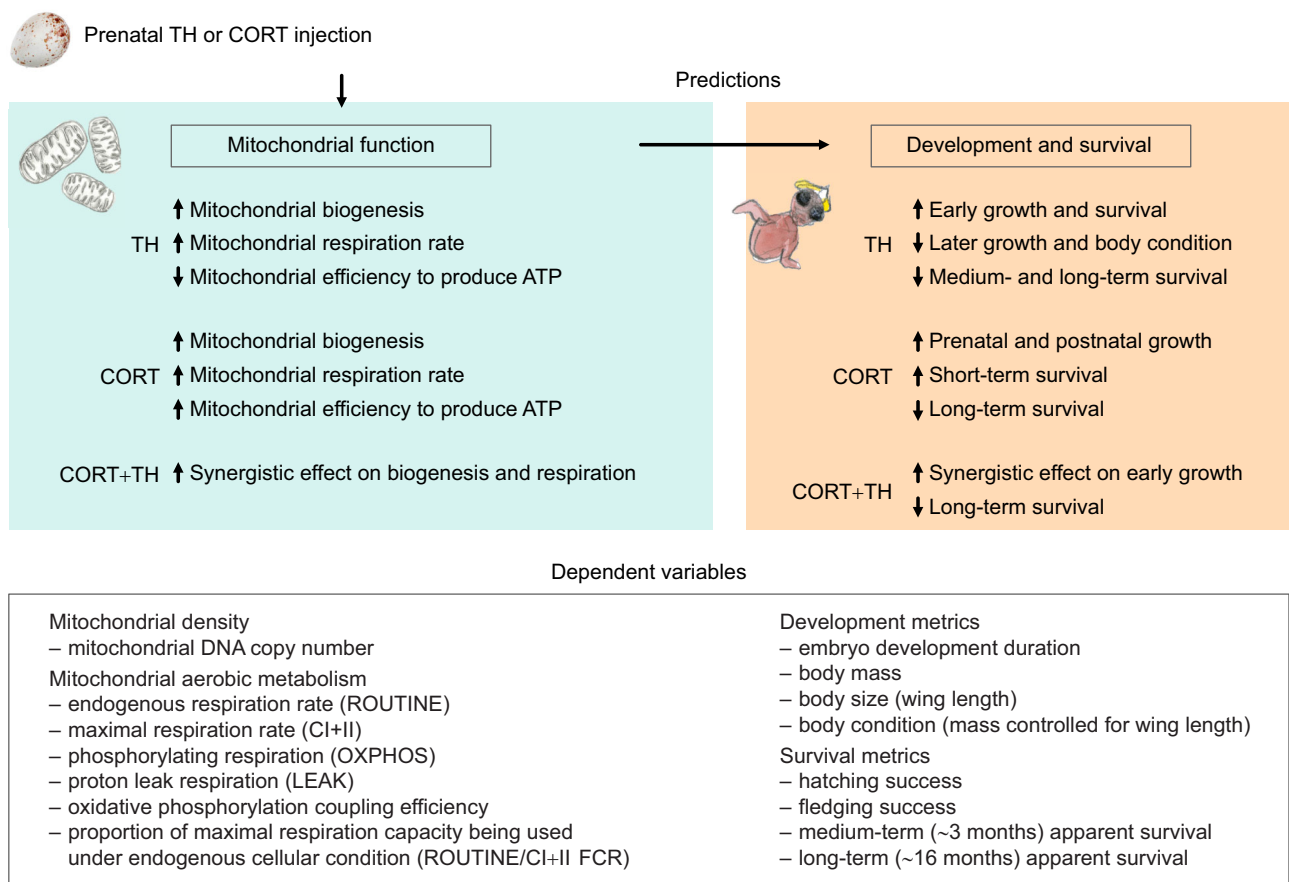 Prenatal TH or CORT injection
Predictions
Mitochondrial function
↑ Mitochondrial biogenesis
TH ↑ Mitochondrial respiration rate
↓ Mitochondrial efficiency to produce ATP
↑ Mitochondrial biogenesis
CORT ↑ Mitochondrial respiration rate
↑ Mitochondrial efficiency to produce ATP
CORT+TH ↑ Synergistic effect on biogenesis and respiration
Development and survival
↑ Early growth and survival
TH ↓ Later growth and body condition
↓ Medium- and long-term survival
↑ Prenatal and postnatal growth
CORT ↑ Short-term survival
↓ Long-term survival
↑ Synergistic effect on early growth
CORT+TH
↓ Long-term survival
Dependent variables
Mitochondrial density
– mitochondrial DNA copy number
Mitochondrial aerobic metabolism
– endogenous respiration rate (ROUTINE)
– maximal respiration rate (CI+II)
– phosphorylating respiration (OXPHOS)
– proton leak respiration (LEAK)
– oxidative phosphorylation coupling efficiency
– proportion of maximal respiration capacity being used
under endogenous cellular condition (ROUTINE/CI+II FCR)
Development metrics
– embryo development duration
– body mass
– body size (wing length)
– body condition (mass controlled for wing length)
Survival metrics
– hatching success
– fledging success
– medium-term (~3 months) apparent survival
– long-term (~16 months) apparent survival